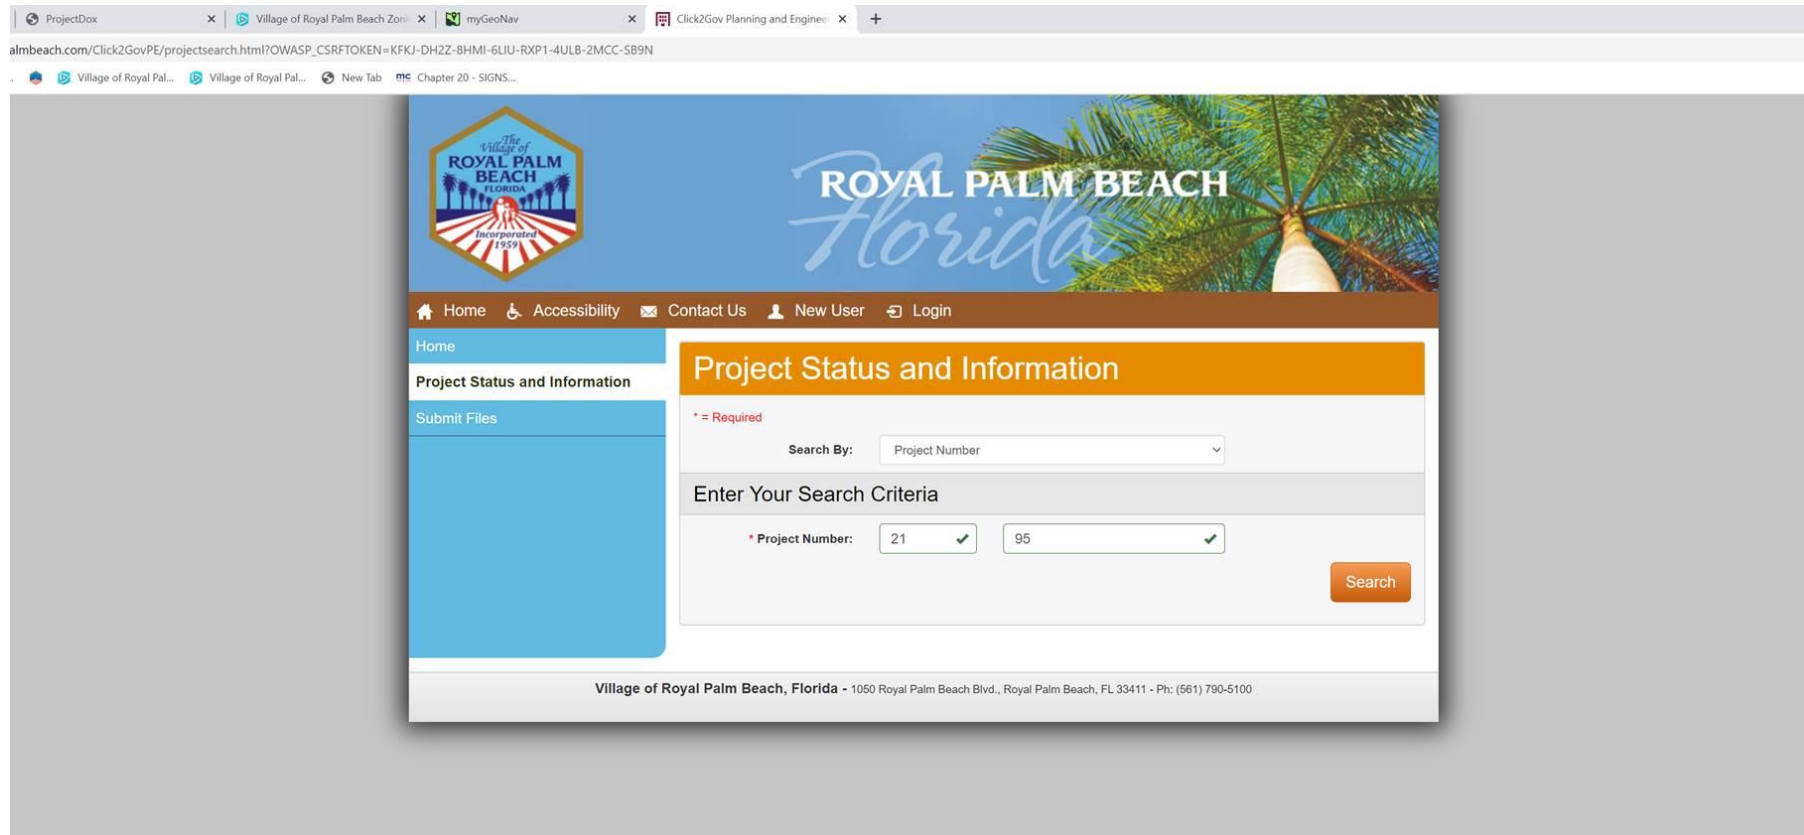 ProjectDox
Village of Royal Palm Beach Zoni
myGeoNav
Click2Gov Planning and Enginee
almbeach.com/Click2GovPE/projectsearch.html?OWASP_CSRFTOKEN=KFKJ-DH2Z-8HMI-6LIU-RXP1-4ULB-2MCC-SB9N
Village of Royal Pal...
Village of Royal Pal...
New Tab
mc Chapter 20 - SIGNS...
The
Village of
ROYAL PALM
BEACH
FLORIDA
Incorporated
1959
ROYAL PALM BEACH
Florida
Home
Accessibility
Contact Us
New User
Login
Home
Project Status and Information
Submit Files
Project Status and Information
* = Required
Search By: Project Number
Enter Your Search Criteria
* Project Number: 21 95
Search
Village of Royal Palm Beach, Florida - 1050 Royal Palm Beach Blvd., Royal Palm Beach, FL 33411 - Ph: (561) 790-5100